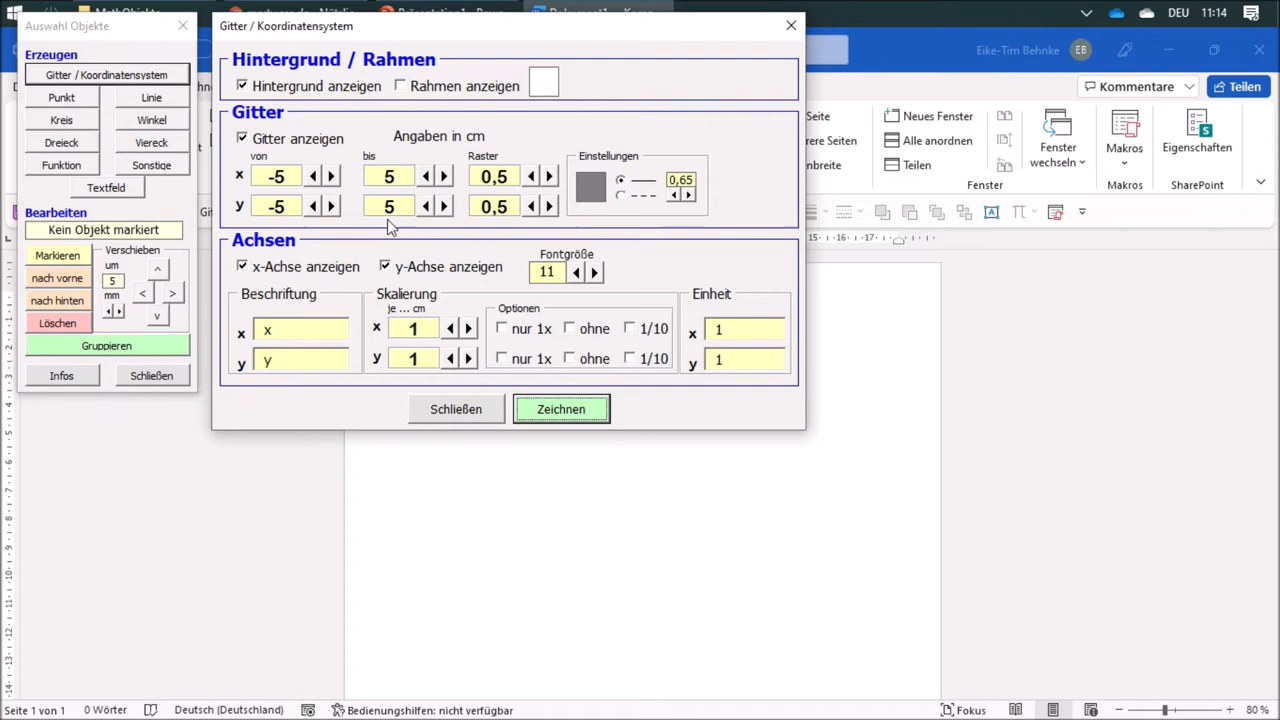 MathObjekte
DEU 11:14
Auswahl Objekte
Gitter / Koordinatensystem
Erzeugen
Gitter / Koordinatensystem
Punkt Linie
Kreis Winkel
Dreieck Viereck
Funktion Sonstige
Textfeld
Bearbeiten
Kein Objekt markiert
Markieren
nach vorne
nach hinten
Löschen
Verschieben
um
5
mm
^
< >
v
Gruppieren
Infos Schließen
Hintergrund / Rahmen
Hintergrund anzeigen Rahmen anzeigen
Gitter
Gitter anzeigen Angaben in cm
von bis Raster
x -5 5 0,5
y -5 5 0,5
Einstellungen
0,65
Achsen
x-Achse anzeigen y-Achse anzeigen
Fontgröße
11
Beschriftung
x x
y y
Skalierung
je ... cm
x 1
y 1
Optionen
nur 1x ohne 1/10
nur 1x ohne 1/10
Einheit
x 1
y 1
Schließen Zeichnen
Eike-Tim Behnke EB
Kommentare Teilen
Seite
Neues Fenster
Alle anordnen
Teilen
Fenster
wechseln
Fenster
Makros
Makros
Eigenschaften
SharePoint
15 16 17 18
Seite 1 von 1 0 Wörter Deutsch (Deutschland) Bedienungshilfen: nicht verfügbar Fokus 80 %